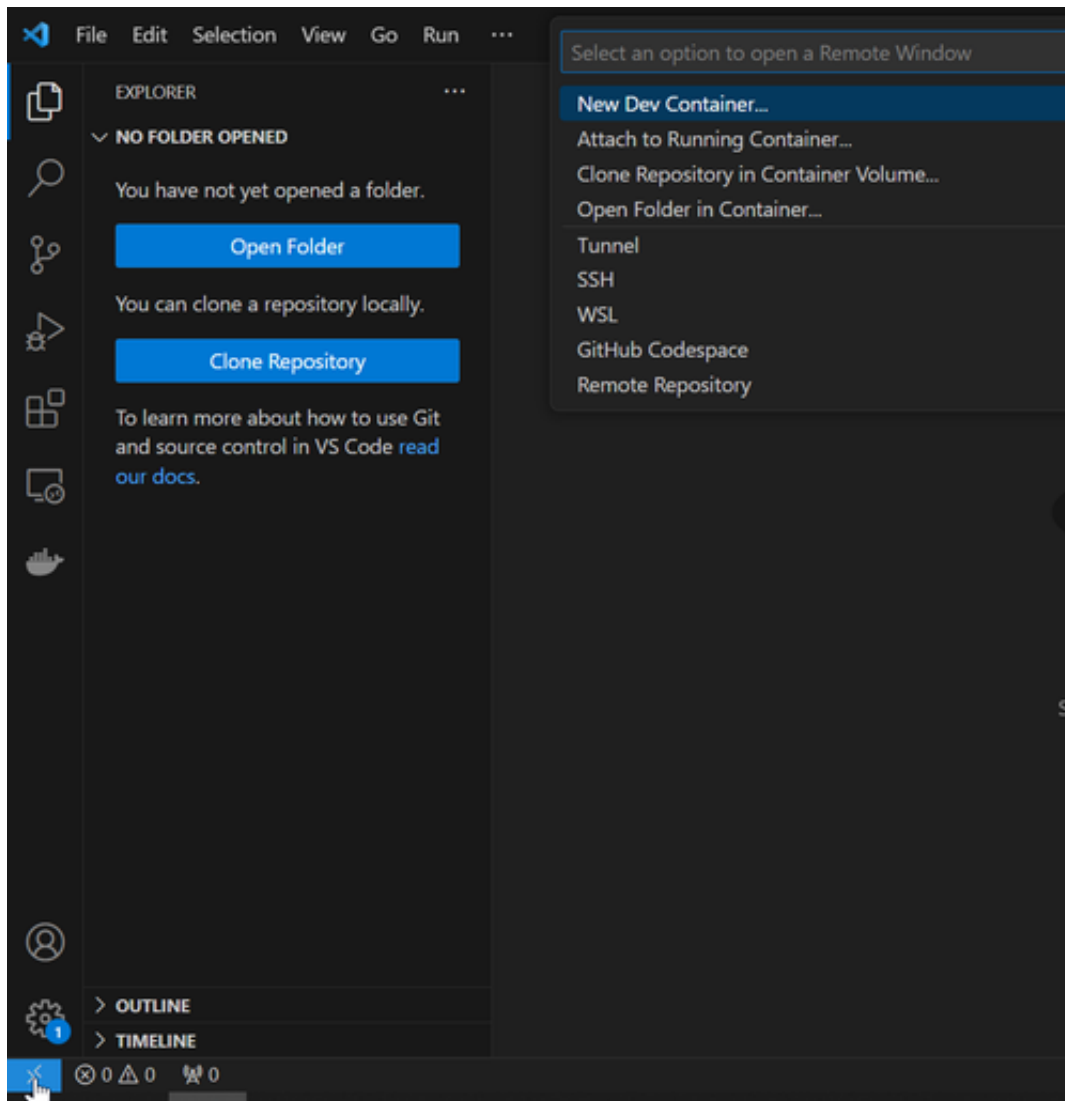 File Edit Selection View Go Run ...
Select an option to open a Remote Window
New Dev Container...
Attach to Running Container...
Clone Repository in Container Volume...
Open Folder in Container...
Tunnel
SSH
WSL
GitHub Codespace
Remote Repository
EXPLORER ...
NO FOLDER OPENED
You have not yet opened a folder.
Open Folder
You can clone a repository locally.
Clone Repository
To learn more about how to use Git
and source control in VS Code read
our docs.
OUTLINE
1
TIMELINE
0 0 0